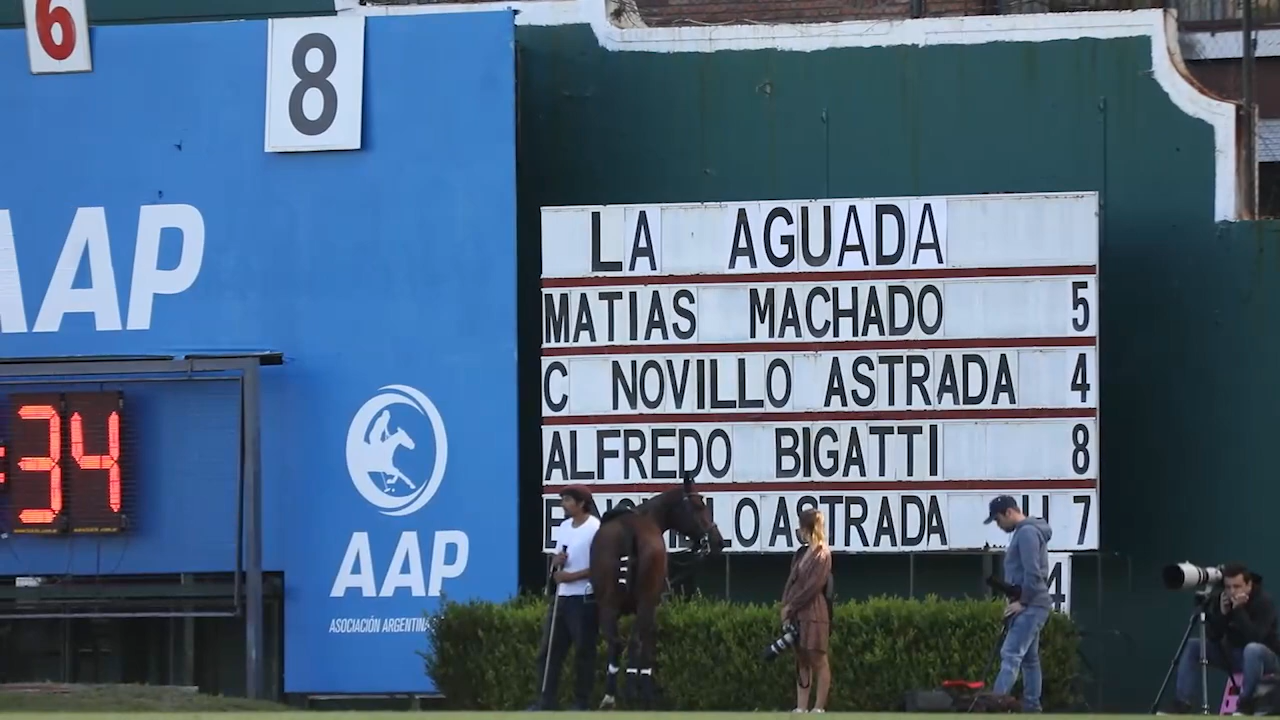 6
8
AAP
34
AAP
ASOCIACIÓN ARGENTINA
LA AGUADA
MATIAS MACHADO 5
C NOVILLO ASTRADA 4
ALFREDO BIGATTI 8
ASTRADA 7
4